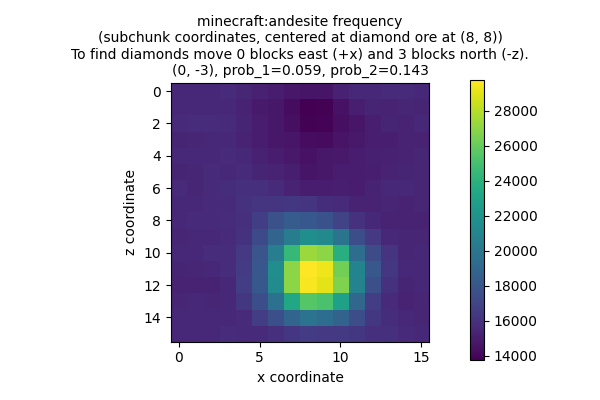 minecraft:andesite frequency
(subchunk coordinates, centered at diamond ore at (8, 8))
To find diamonds move 0 blocks east (+x) and 3 blocks north (-z).
(0, -3), prob_1=0.059, prob_2=0.143
0
2
4
6
8
10
12
14
z coordinate
0 5 10 15
x coordinate
28000
26000
24000
22000
20000
18000
16000
14000